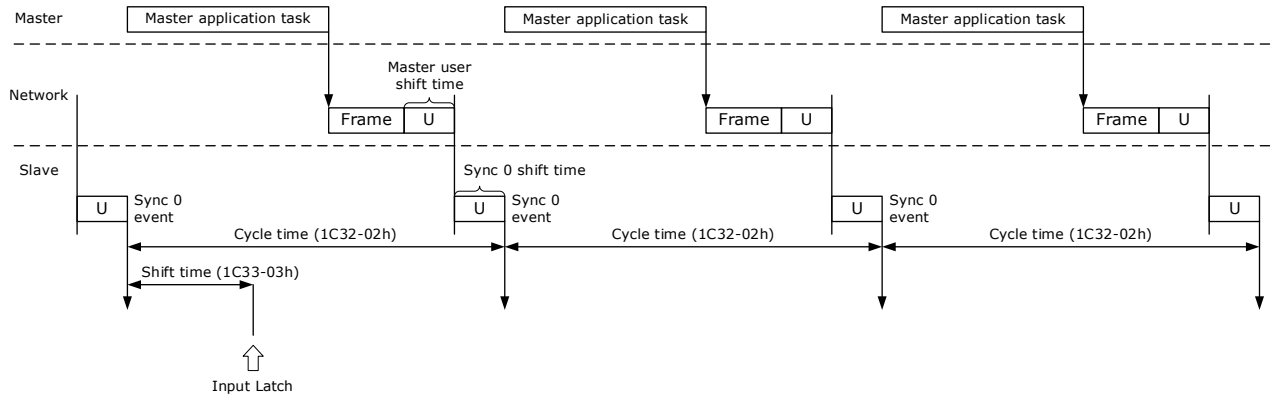 Master
Master application task
Master application task
Master application task
Master user
shift time
Network
Frame
U
Frame
U
Frame
U
Slave
Sync 0 shift time
U
Sync 0
event
U
Sync 0
event
U
Sync 0
event
U
Cycle time (1C32-02h)
Cycle time (1C32-02h)
Cycle time (1C32-02h)
Shift time (1C33-03h)
Input Latch